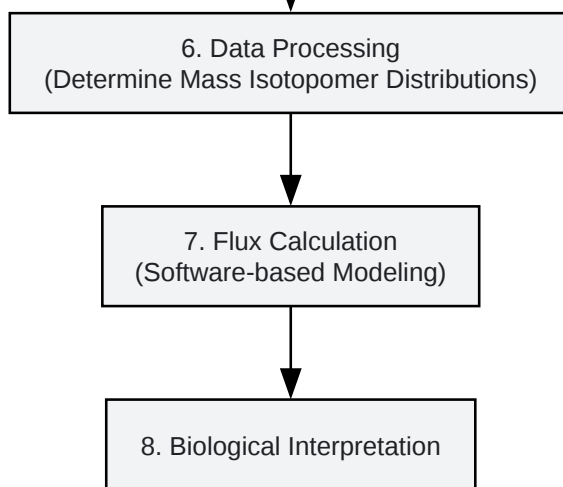 6. Data Processing
(Determine Mass Isotopomer Distributions)
7. Flux Calculation
(Software-based Modeling)
8. Biological Interpretation